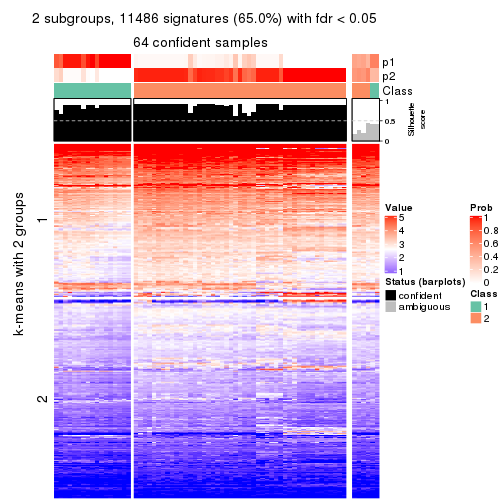 2 subgroups, 11486 signatures (65.0%) with fdr < 0.05
64 confident samples
p1
p2
Class
1
0.5
0
Silhouette
score
k-means with 2 groups
1
2
Value
5
4
3
2
1
Status (barplots)
confident
ambiguous
Prob
1
0.8
0.6
0.4
0.2
0
Class
1
2